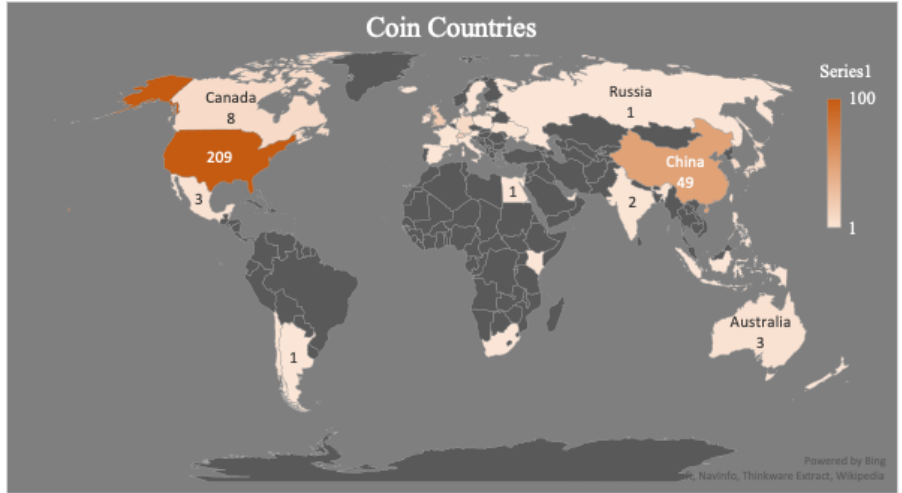 Coin Countries
Series1
100
1
Canada
8
Russia
1
209
China
49
3
1
2
Australia
3
1
Powered by Bing
, NavInfo, Thinkware Extract, Wikipedia